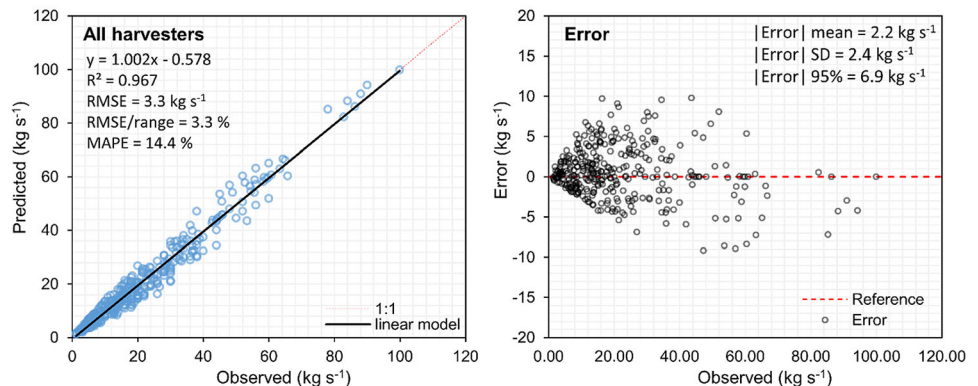 All harvesters
y = 1.002x - 0.578
R² = 0.967
RMSE = 3.3 kg s⁻¹
RMSE/range = 3.3 %
MAPE = 14.4 %
120
100
80
60
40
20
0
Predicted (kg s⁻¹)
1:1
linear model
0 20 40 60 80 100 120
Observed (kg s⁻¹)
Error
|Error| mean = 2.2 kg s⁻¹
|Error| SD = 2.4 kg s⁻¹
|Error| 95% = 6.9 kg s⁻¹
20
15
10
5
0
-5
-10
-15
-20
Error (kg s⁻¹)
Reference
Error
0.00 20.00 40.00 60.00 80.00 100.00 120.00
Observed (kg s⁻¹)